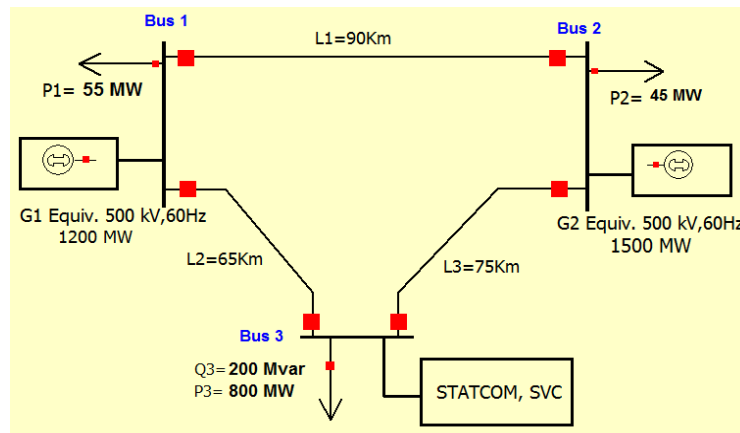 Bus 1
Bus 2
L1=90Km
P1= 55 MW
P2= 45 MW
G1 Equiv. 500 kV,60Hz
1200 MW
G2 Equiv. 500 kV,60Hz
1500 MW
L2=65Km
L3=75Km
Bus 3
Q3= 200 Mvar
P3= 800 MW
STATCOM, SVC